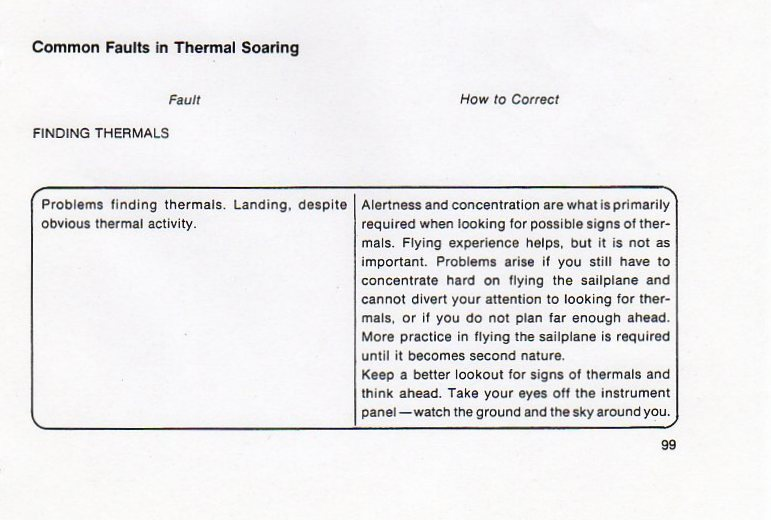 Common Faults in Thermal Soaring
Fault
How to Correct
FINDING THERMALS
Problems finding thermals. Landing, despite
obvious thermal activity.
Alertness and concentration are what is primarily
required when looking for possible signs of ther-
mals. Flying experience helps, but it is not as
important. Problems arise if you still have to
concentrate hard on flying the sailplane and
cannot divert your attention to looking for ther-
mals, or if you do not plan far enough ahead.
More practice in flying the sailplane is required
until it becomes second nature.
Keep a better lookout for signs of thermals and
think ahead. Take your eyes off the instrument
panel — watch the ground and the sky around you.
99